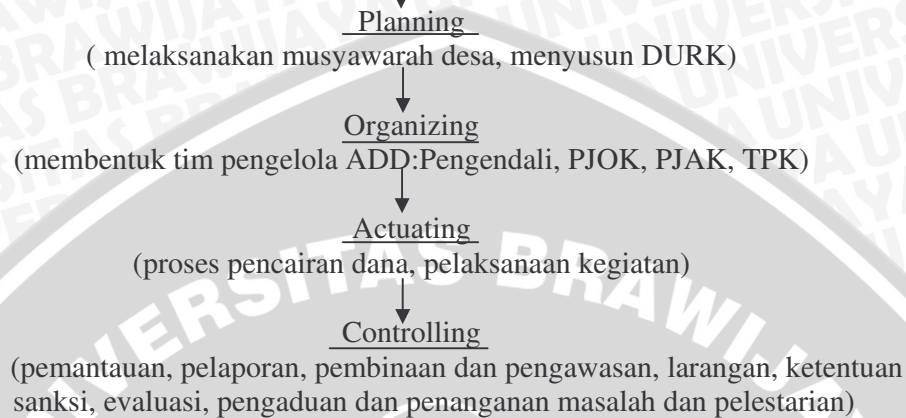 Planning
( melaksanakan musyawarah desa, menyusun DURK)
Organizing
(membentuk tim pengelola ADD:Pengendali, PJOK, PJAK, TPK)
Actuating
(proses pencairan dana, pelaksanaan kegiatan)
Controlling
(pemantauan, pelaporan, pembinaan dan pengawasan, larangan, ketentuan
sanksi, evaluasi, pengaduan dan penanganan masalah dan pelestarian)